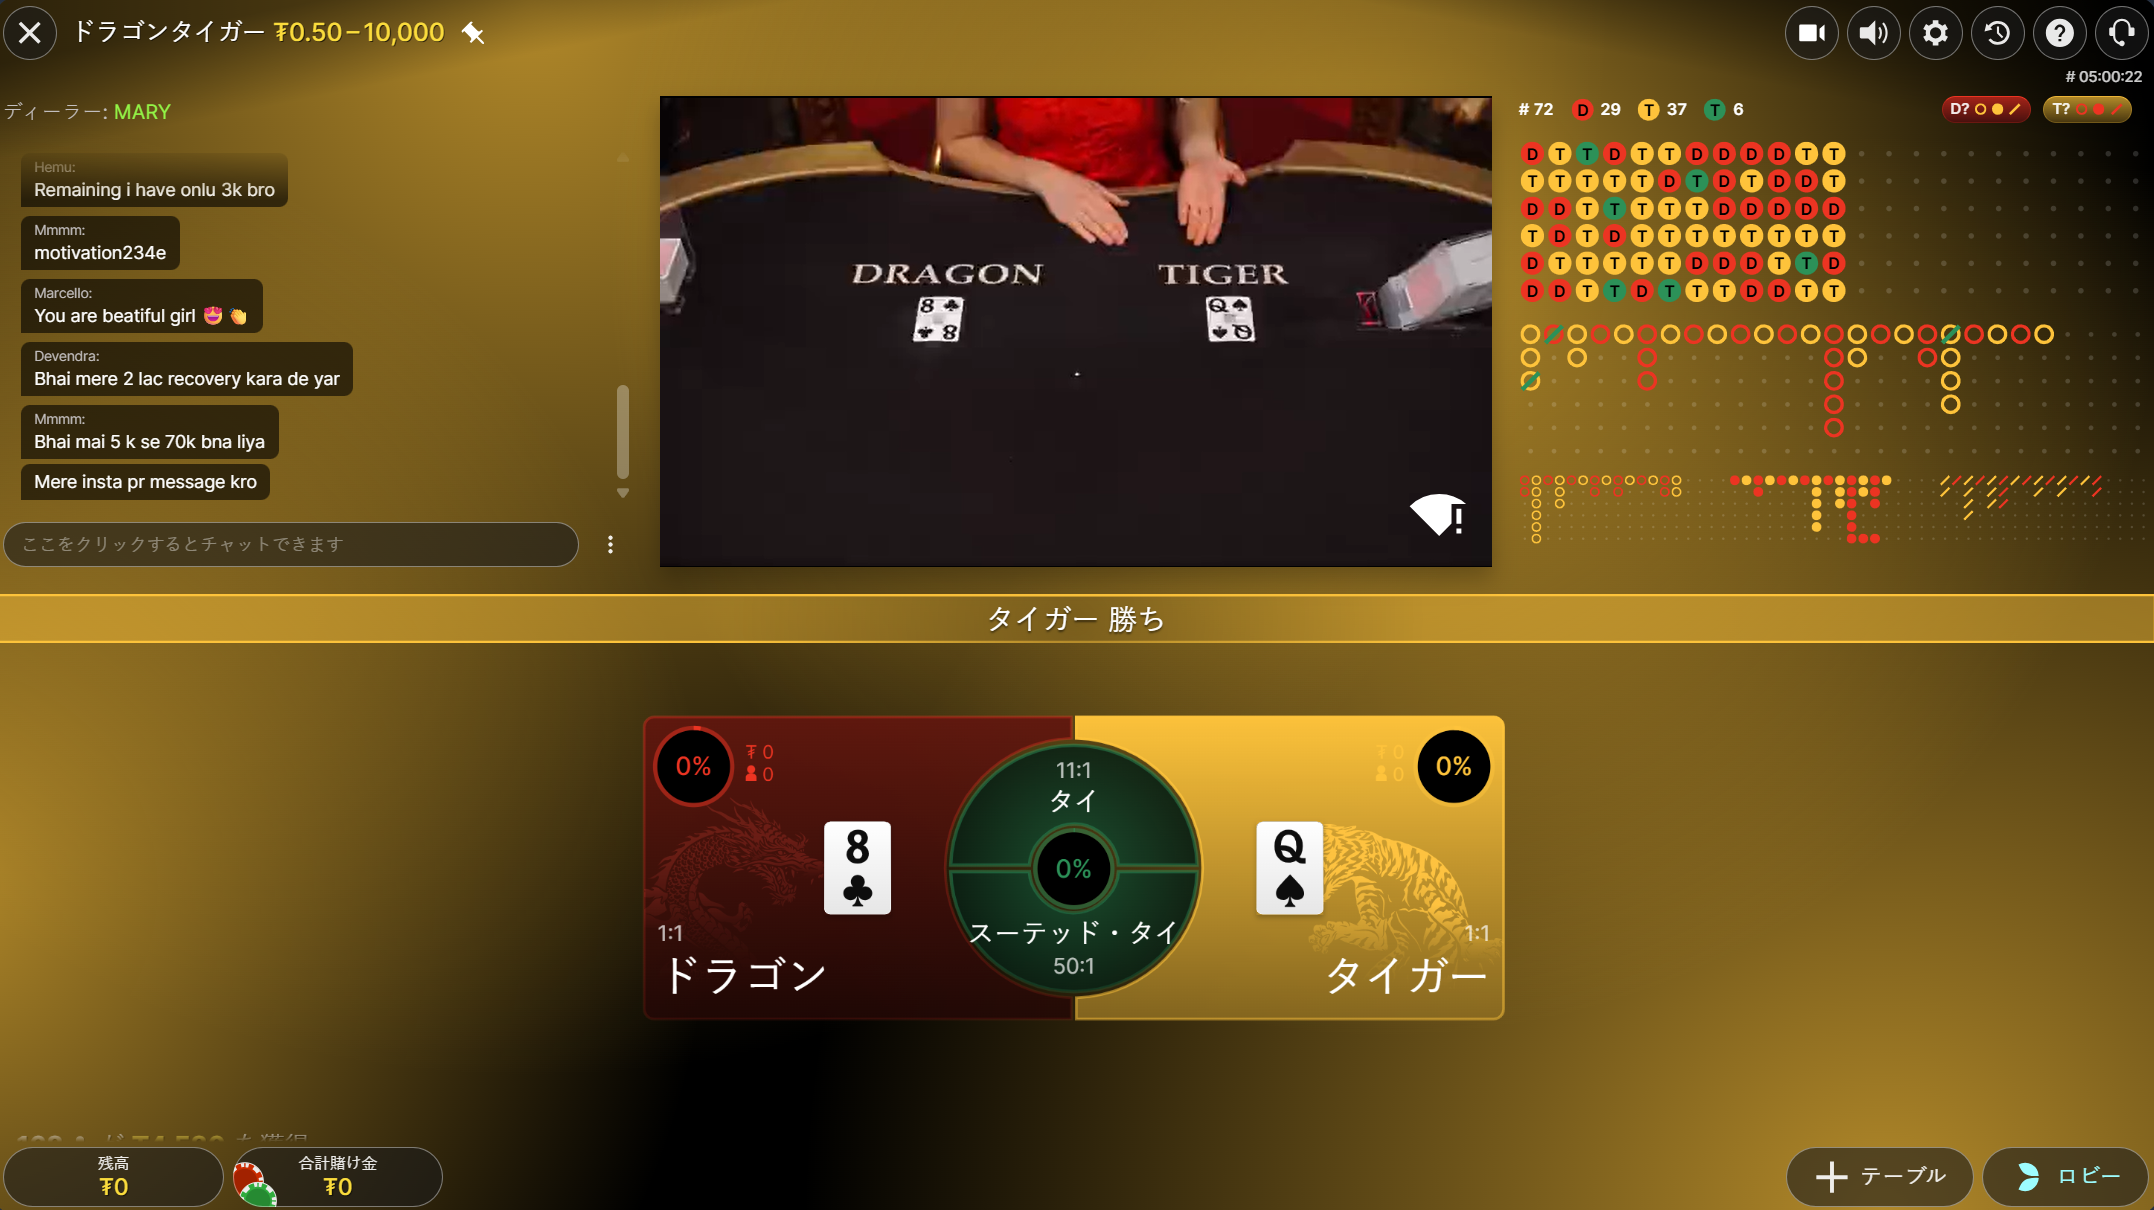 ドラゴンタイガー ₮0.50–10,000
# 05:00:22
ディーラー: MARY
Hemu:
Remaining i have onlu 3k bro
Mmmm:
motivation234e
Marcello:
You are beatiful girl 😍 👏
Devendra:
Bhai mere 2 lac recovery kara de yar
Mmmm:
Bhai mai 5 k se 70k bna liya
Mere insta pr message kro
ここをクリックするとチャットできます
DRAGON TIGER
8 8 Q Q
# 72 D 29 T 37 T 6
D? T?
D T T D T T D D D D T T
T T T T T D T D T D D T
D D T T T T T D D D D D
T D T D T T T T T T T T
D T T T T T D D D T T D
D D T T D T T T D D T T
タイガー 勝ち
0% ₮ 0
0
8
1:1
ドラゴン
11:1
タイ
0%
スーテッド・タイ
50:1
₮ 0 0%
0
Q
1:1
タイガー
残高
₮0
合計賭け金
₮0
テーブル
ロビー